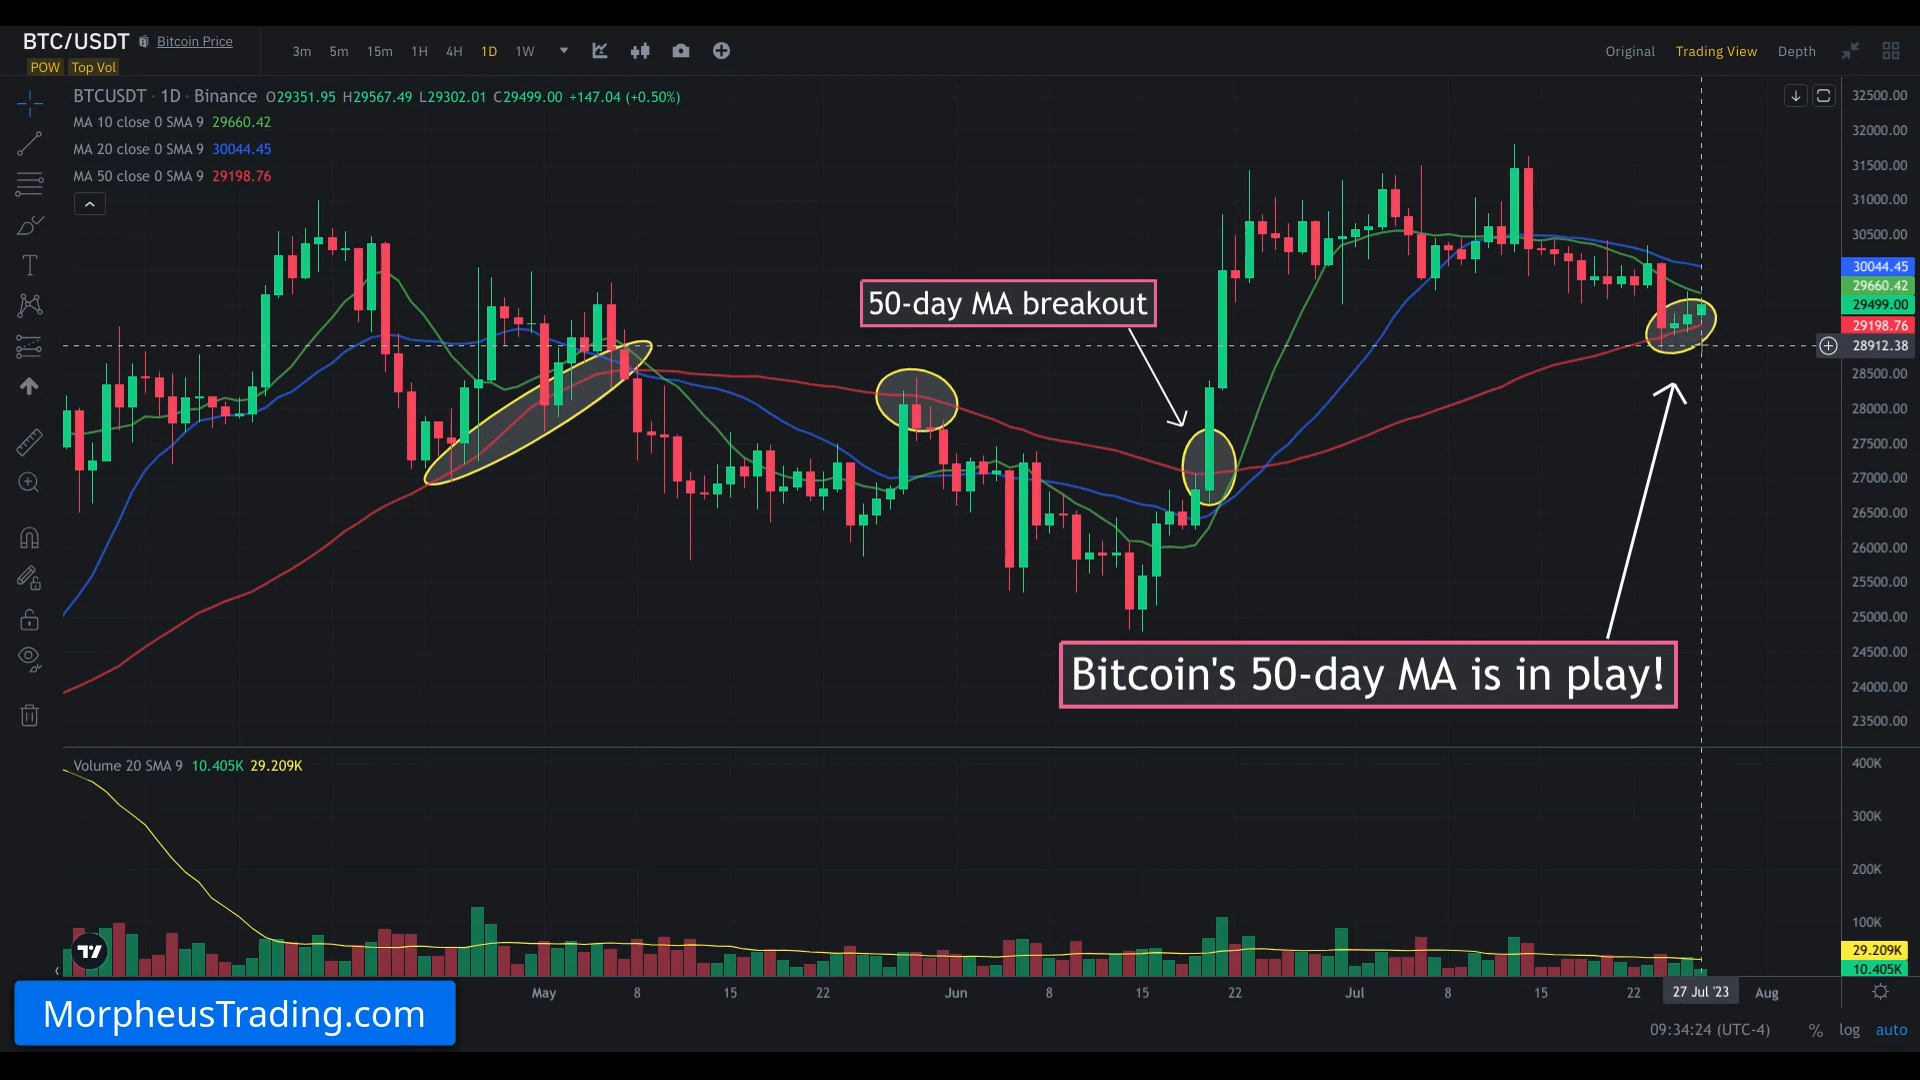 BTC/USDT Bitcoin Price
POW Top Vol
3m 5m 15m 1H 4H 1D 1W
Original Trading View Depth
BTCUSDT · 1D · Binance O29351.95 H29567.49 L29302.01 C29499.00 +147.04 (+0.50%)
MA 10 close 0 SMA 9 29660.42
MA 20 close 0 SMA 9 30044.45
MA 50 close 0 SMA 9 29198.76
50-day MA breakout
Bitcoin's 50-day MA is in play!
32500.00
32000.00
31500.00
31000.00
30500.00
30044.45
29660.42
29499.00
29198.76
28912.38
28500.00
28000.00
27500.00
27000.00
26500.00
26000.00
25500.00
25000.00
24500.00
24000.00
23500.00
Volume 20 SMA 9 10.405K 29.209K
400K
300K
200K
100K
29.209K
10.405K
May 8 15 22 Jun 8 15 22 Jul 8 15 22 27 Jul '23 Aug
MorpheusTrading.com
09:34:24 (UTC-4) % log auto